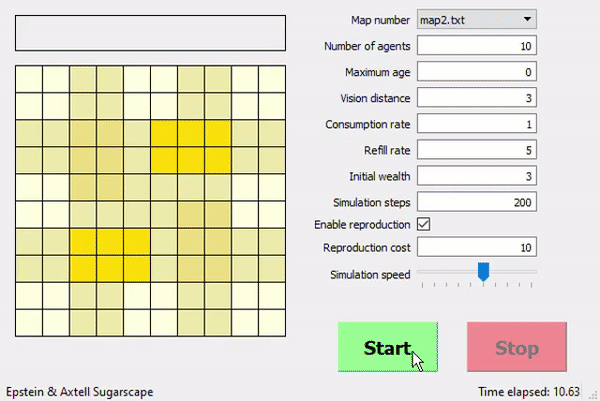 Map number map2.txt
Number of agents 10
Maximum age 0
Vision distance 3
Consumption rate 1
Refill rate 5
Initial wealth 3
Simulation steps 200
Enable reproduction
Reproduction cost 10
Simulation speed
Start Stop
Epstein & Axtell Sugarscape Time elapsed: 10.63